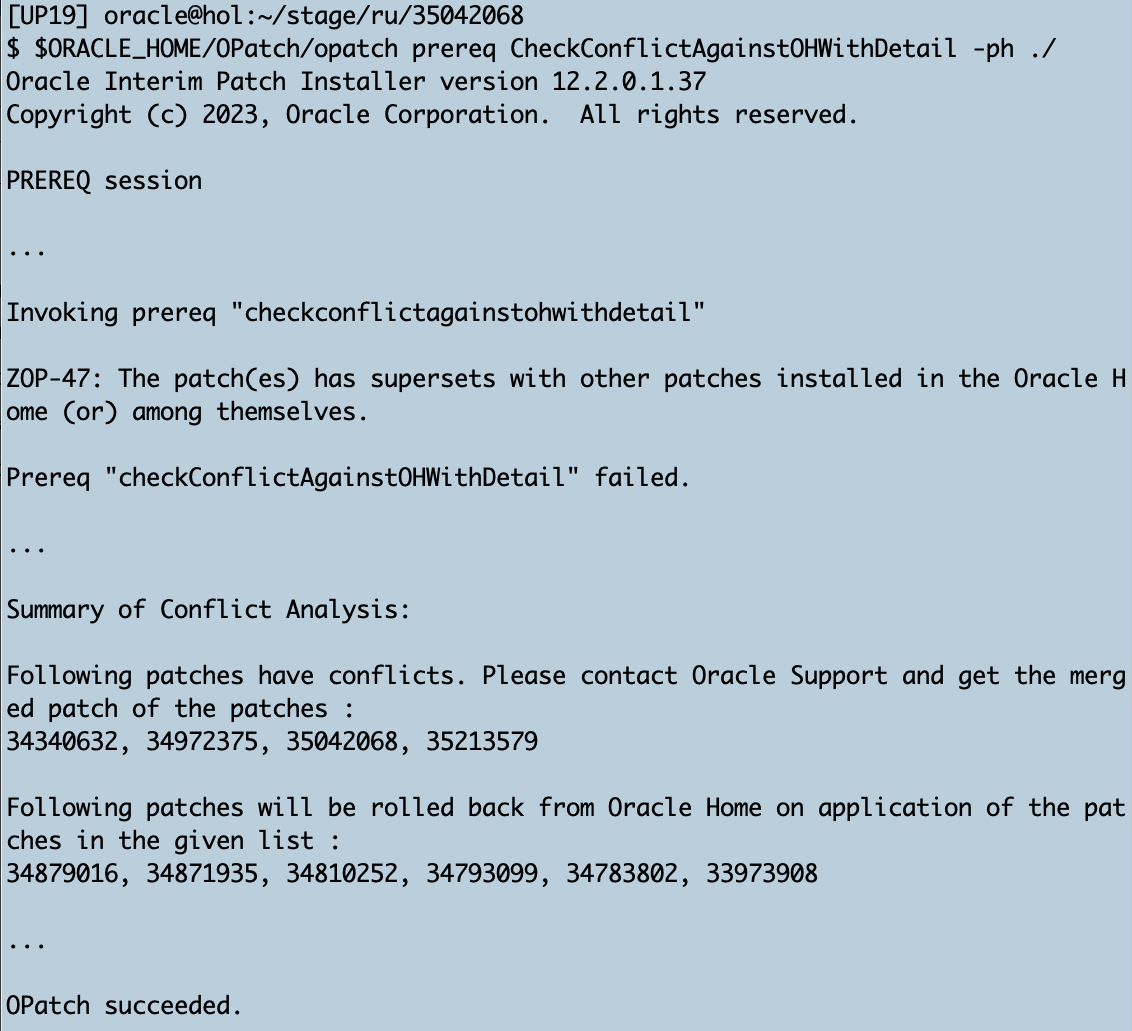 [UP19] oracle@hol:~/stage/ru/35042068
$ $ORACLE_HOME/OPatch/opatch prereq CheckConflictAgainstOHWithDetail -ph ./
Oracle Interim Patch Installer version 12.2.0.1.37
Copyright (c) 2023, Oracle Corporation.  All rights reserved.

PREREQ session

...

Invoking prereq "checkconflictagainstohwithdetail"

ZOP-47: The patch(es) has supersets with other patches installed in the Oracle H
ome (or) among themselves.

Prereq "checkConflictAgainstOHWithDetail" failed.

...

Summary of Conflict Analysis:

Following patches have conflicts. Please contact Oracle Support and get the merg
ed patch of the patches :
34340632, 34972375, 35042068, 35213579

Following patches will be rolled back from Oracle Home on application of the pat
ches in the given list :
34879016, 34871935, 34810252, 34793099, 34783802, 33973908

...

OPatch succeeded.